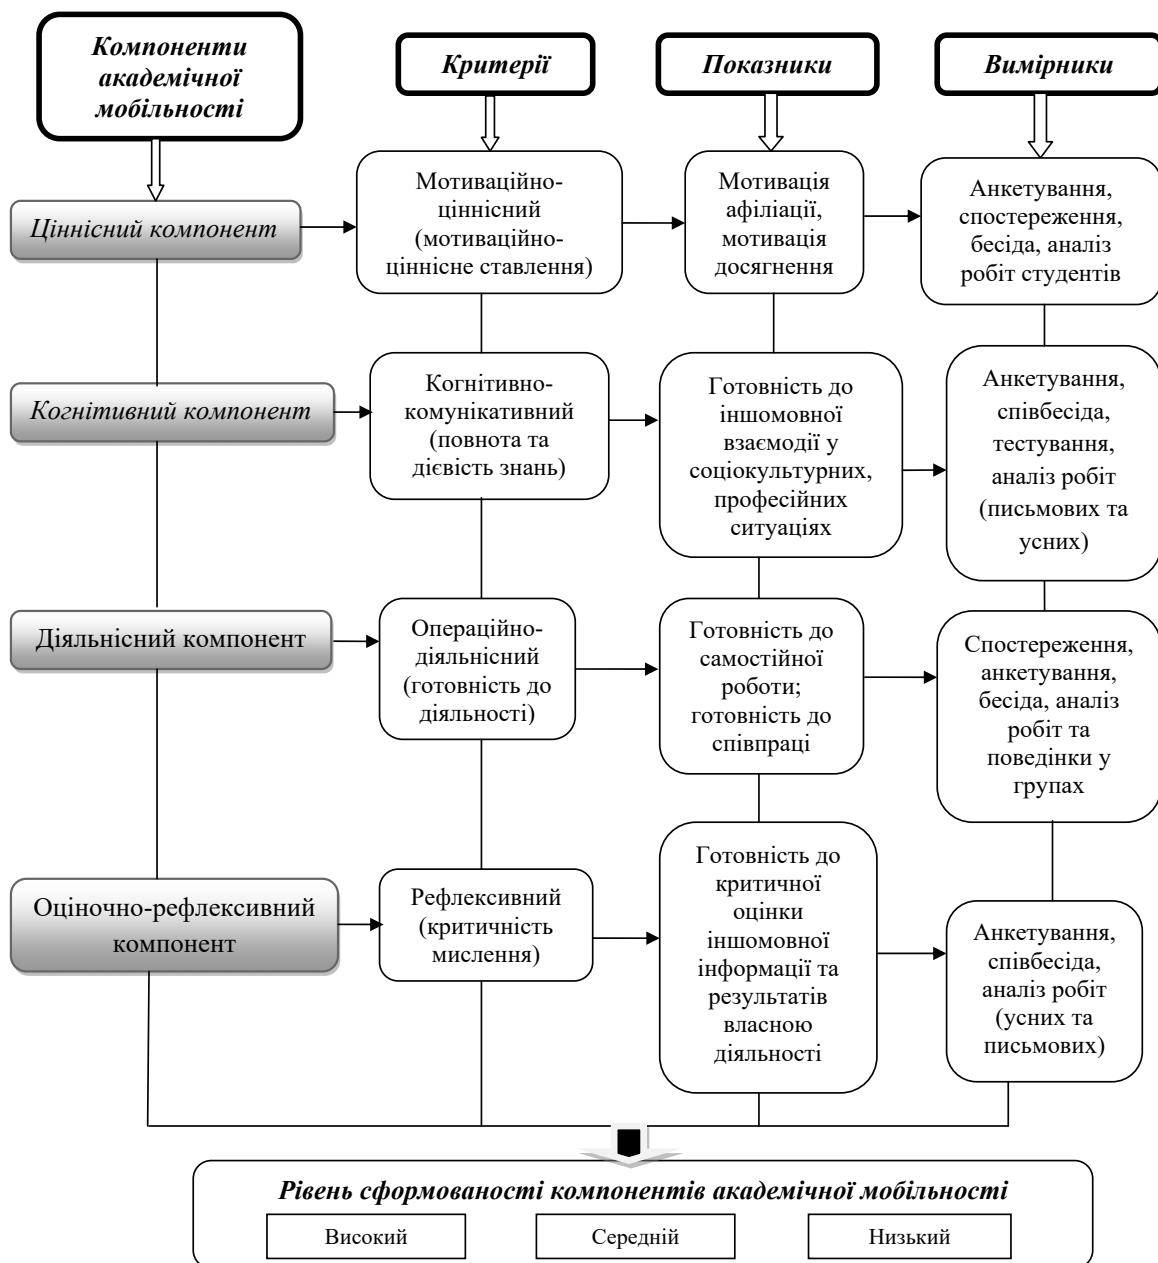 Компоненти
академічної
мобільності
Критерії
Показники
Вимірники
Ціннісний компонент
Мотиваційно-
ціннісний
(мотиваційно-
ціннісне ставлення)
Мотивація
афіліації,
мотивація
досягнення
Анкетування,
спостереження,
бесіда, аналіз
робіт студентів
Когнітивний компонент
Когнітивно-
комунікативний
(повнота та
дієвість знань)
Готовність до
іншомовної
взаємодії у
соціокультурних,
професійних
ситуаціях
Анкетування,
співбесіда,
тестування,
аналіз робіт
(письмових та
усних)
Діяльнісний компонент
Операційно-
діяльнісний
(готовність до
діяльності)
Готовність до
самостійної
роботи;
готовність до
співпраці
Спостереження,
анкетування,
бесіда, аналіз
робіт та
поведінки у
групах
Оціночно-рефлексивний
компонент
Рефлексивний
(критичність
мислення)
Готовність до
критичної
оцінки
іншомовної
інформації та
результатів
власною
діяльності
Анкетування,
співбесіда,
аналіз робіт
(усних та
письмових)
Рівень сформованості компонентів академічної мобільності
Високий
Середній
Низький